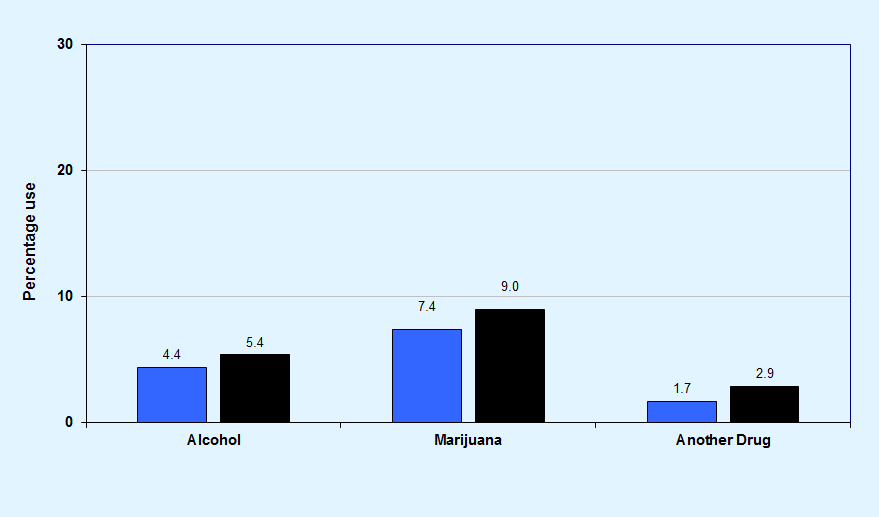 30
20
10
0
Percentage use
4.4
5.4
7.4
9.0
1.7
2.9
Alcohol
Marijuana
Another Drug